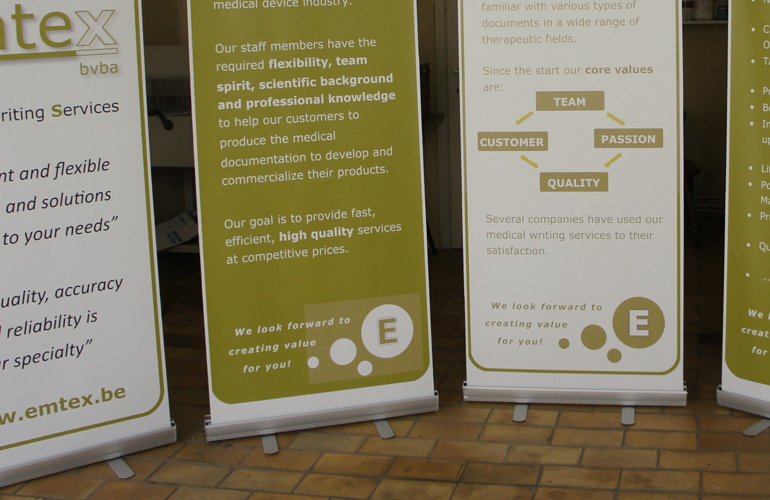 ntex
bvba
riting Services
nt and flexible
and solutions
to your needs”
uality, accuracy
reliability is
r specialty”
w.emtex.be
medical device industry.
Our staff members have the
required flexibility, team
spirit, scientific background
and professional knowledge
to help our customers to
produce the medical
documentation to develop and
commercialize their products.
Our goal is to provide fast,
efficient, high quality services
at competitive prices.
We look forward to
creating value
for you!
E
familiar with various types of
documents in a wide range of
therapeutic fields.
Since the start our core values
are:
TEAM
CUSTOMER
PASSION
QUALITY
Several companies have used our
medical writing services to their
satisfaction.
We look forward to
creating value
for you!
E
We l
creati
for